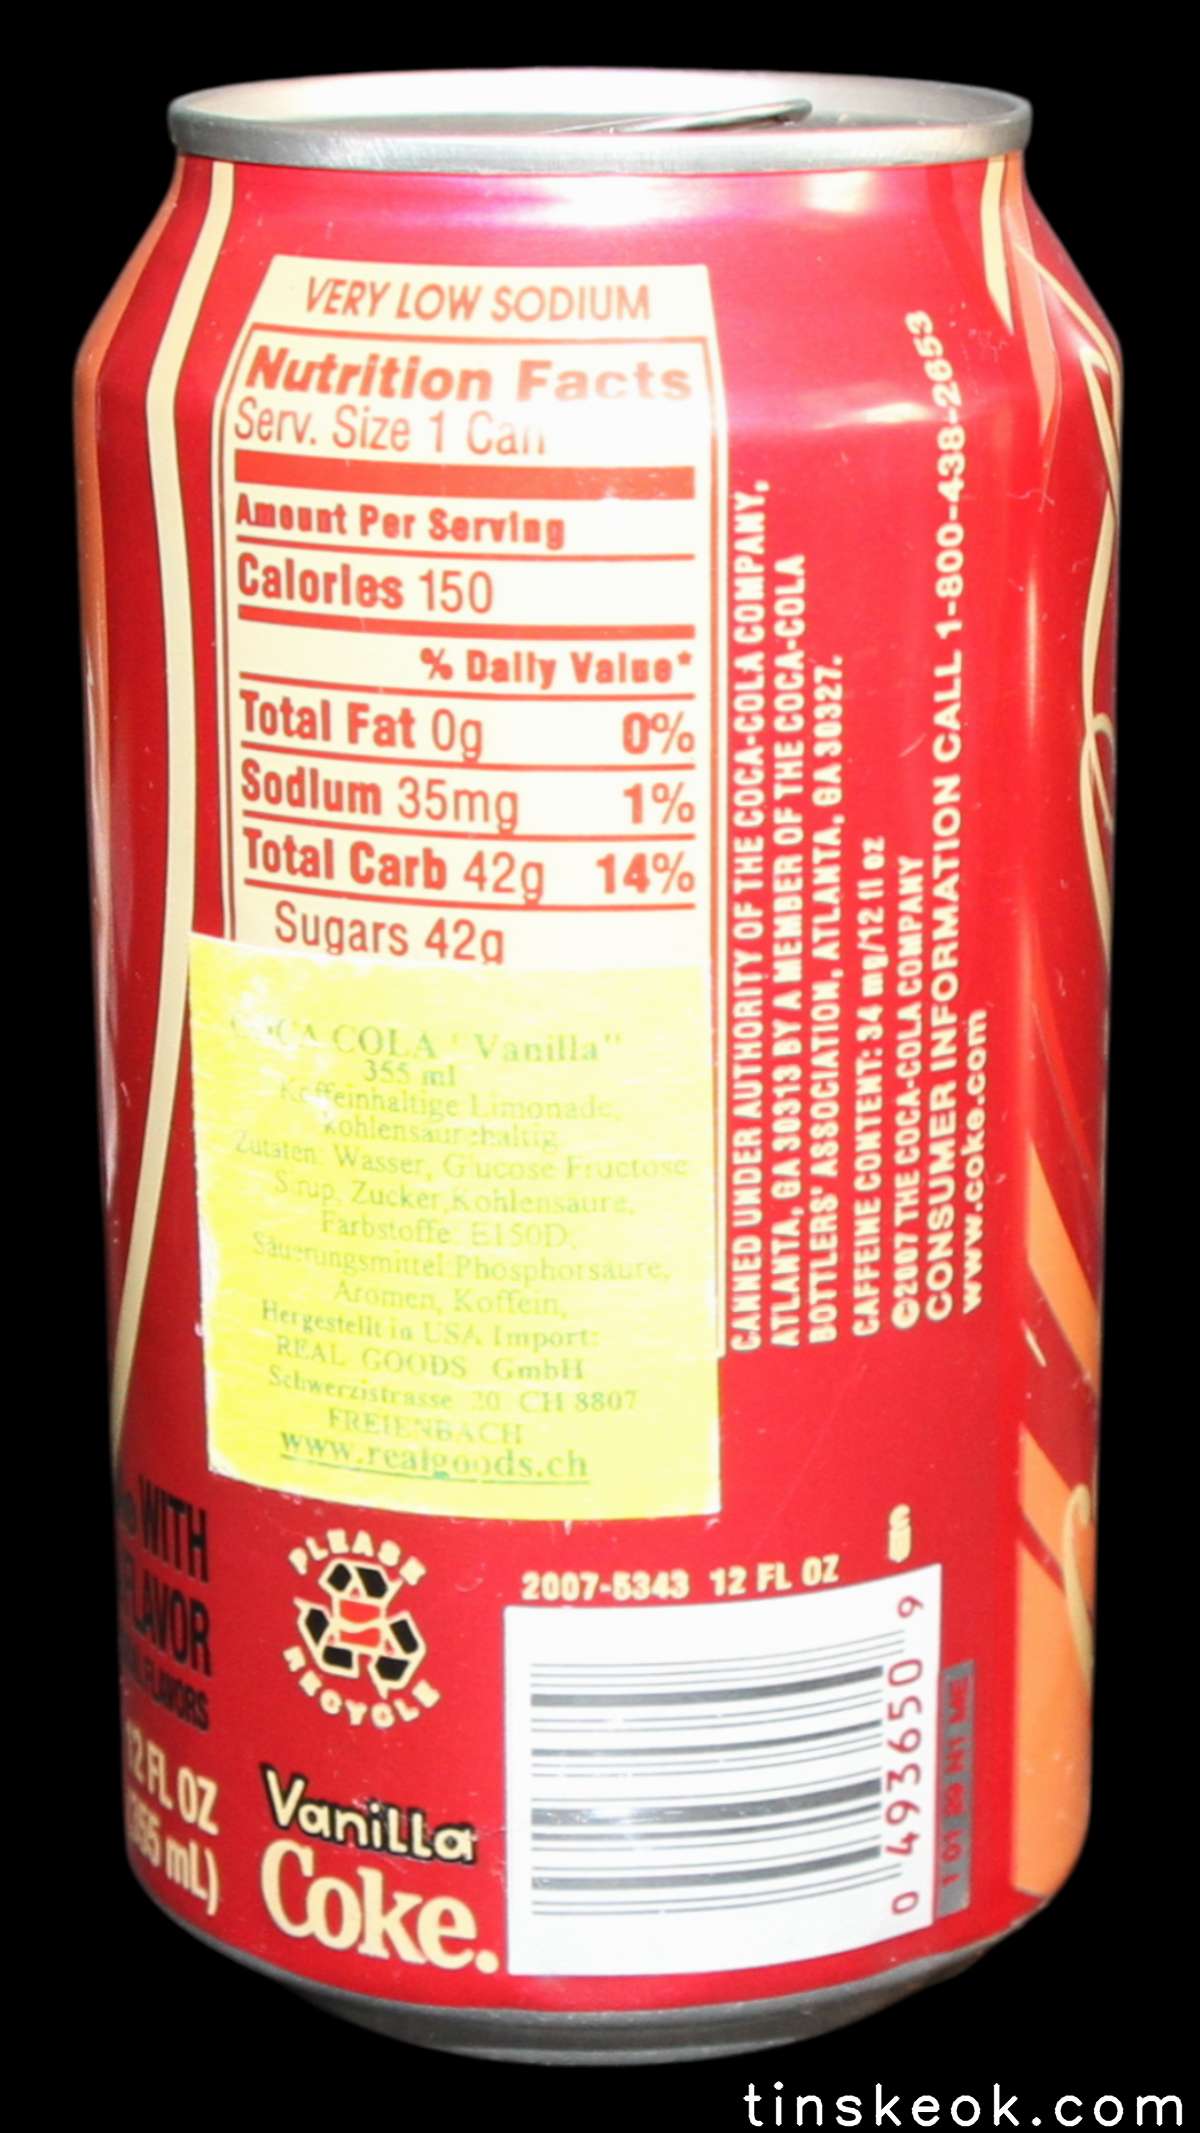 VERY LOW SODIUM
Nutrition Facts
Serv. Size 1 Can
Amount Per Serving
Calories 150
% Daily Value*
Total Fat 0g 0%
Sodium 35mg 1%
Total Carb 42g 14%
Sugars 42g
COCA COLA "Vanilla"
355 ml
Koffeinhaltige Limonade,
kohlensäurehaltig
Zutaten: Wasser, Glucose Fructose
Sirup, Zucker, Kohlensäure,
Farbstoffe E150D,
Säuerungsmittel Phosphorsäure,
Aromen, Koffein,
Hergestellt in USA Import:
REAL GOODS GmbH
Schwerzistrasse 20 CH 8807
FREIENBACH
www.realgoods.ch
CANNED UNDER AUTHORITY OF THE COCA-COLA COMPANY,
ATLANTA, GA 30313 BY A MEMBER OF THE COCA-COLA
BOTTLERS' ASSOCIATION, ATLANTA, GA 30327.
CAFFEINE CONTENT: 34 mg/12 fl oz
©2007 THE COCA-COLA COMPANY
CONSUMER INFORMATION CALL 1-800-438-2653
www.coke.com
WITH
FLAVOR
FLAVORS
12 FL OZ
(355 mL)
PLEASE
RECYCLE
Vanilla
Coke.
2007-5343 12 FL OZ
0 493650 9
tinskeok.com